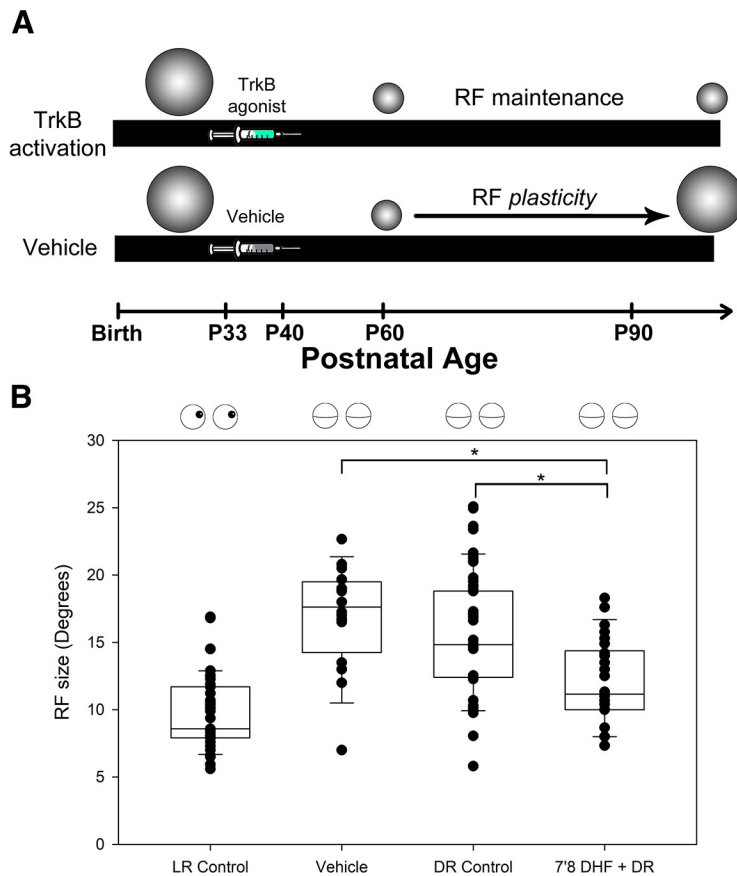 A
TrkB
agonist
RF maintenance
TrkB
activation
RF plasticity
Vehicle
Vehicle
Birth P33 P40 P60 P90
Postnatal Age
B
30
25
20
15
10
5
0
RF size (Degrees)
* 
*
LR Control Vehicle DR Control 7'8 DHF + DR